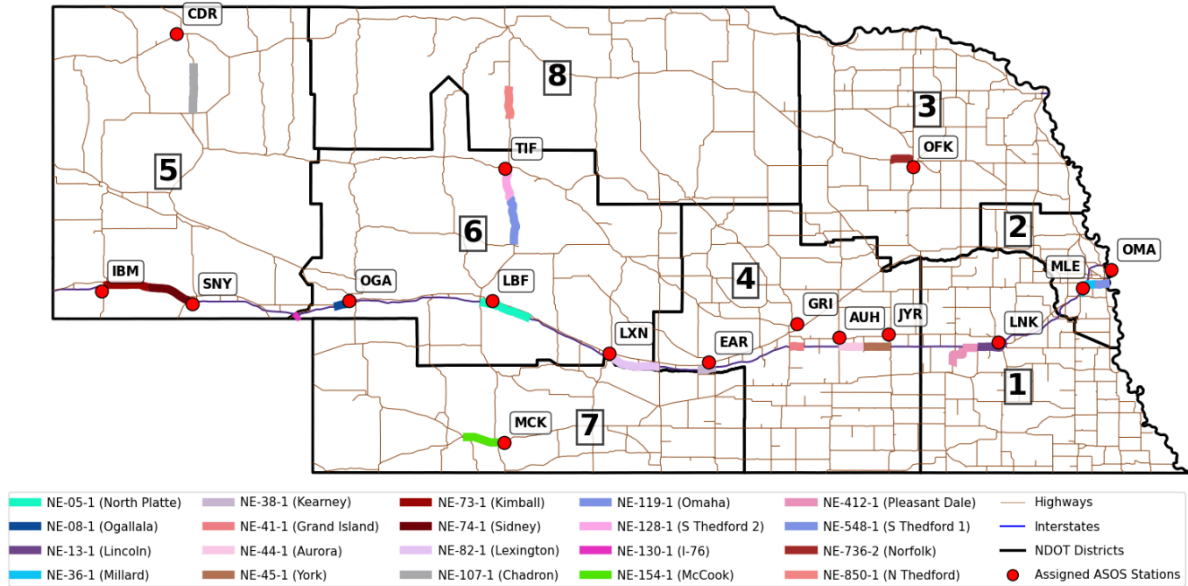 CDR
8
3
TIF
OFK
5
6
2
OMA
IBM
SNY
OGA
LBF
4
MLE
GRI
AUH
JYR
LNK
LXN
EAR
1
MCK
7
NE-05-1 (North Platte)
NE-08-1 (Ogallala)
NE-13-1 (Lincoln)
NE-36-1 (Millard)
NE-38-1 (Kearney)
NE-41-1 (Grand Island)
NE-44-1 (Aurora)
NE-45-1 (York)
NE-73-1 (Kimball)
NE-74-1 (Sidney)
NE-82-1 (Lexington)
NE-107-1 (Chadron)
NE-119-1 (Omaha)
NE-128-1 (S Thedford 2)
NE-130-1 (I-76)
NE-154-1 (McCook)
NE-412-1 (Pleasant Dale)
NE-548-1 (S Thedford 1)
NE-736-2 (Norfolk)
NE-850-1 (N Thedford)
Highways
Interstates
NDOT Districts
Assigned ASOS Stations